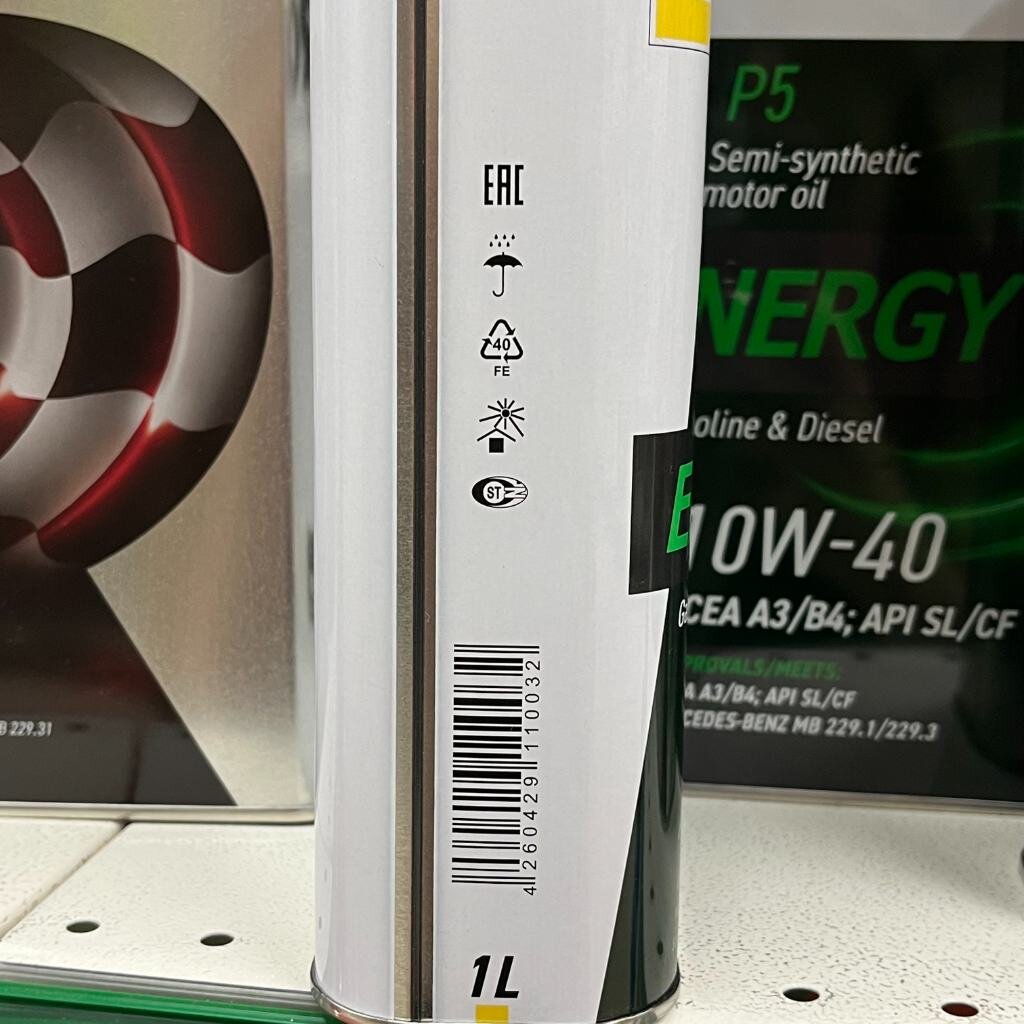 EAC
40
FE
ST
4 260429 110032
1L
E
P5
Semi-synthetic
motor oil
NERGY
oline & Diesel
10W-40
CEA A3/B4; API SL/CF
PROVALS/MEETS:
A A3/B4; API SL/CF
CEDES-BENZ MB 229.1/229.3
B 229.31